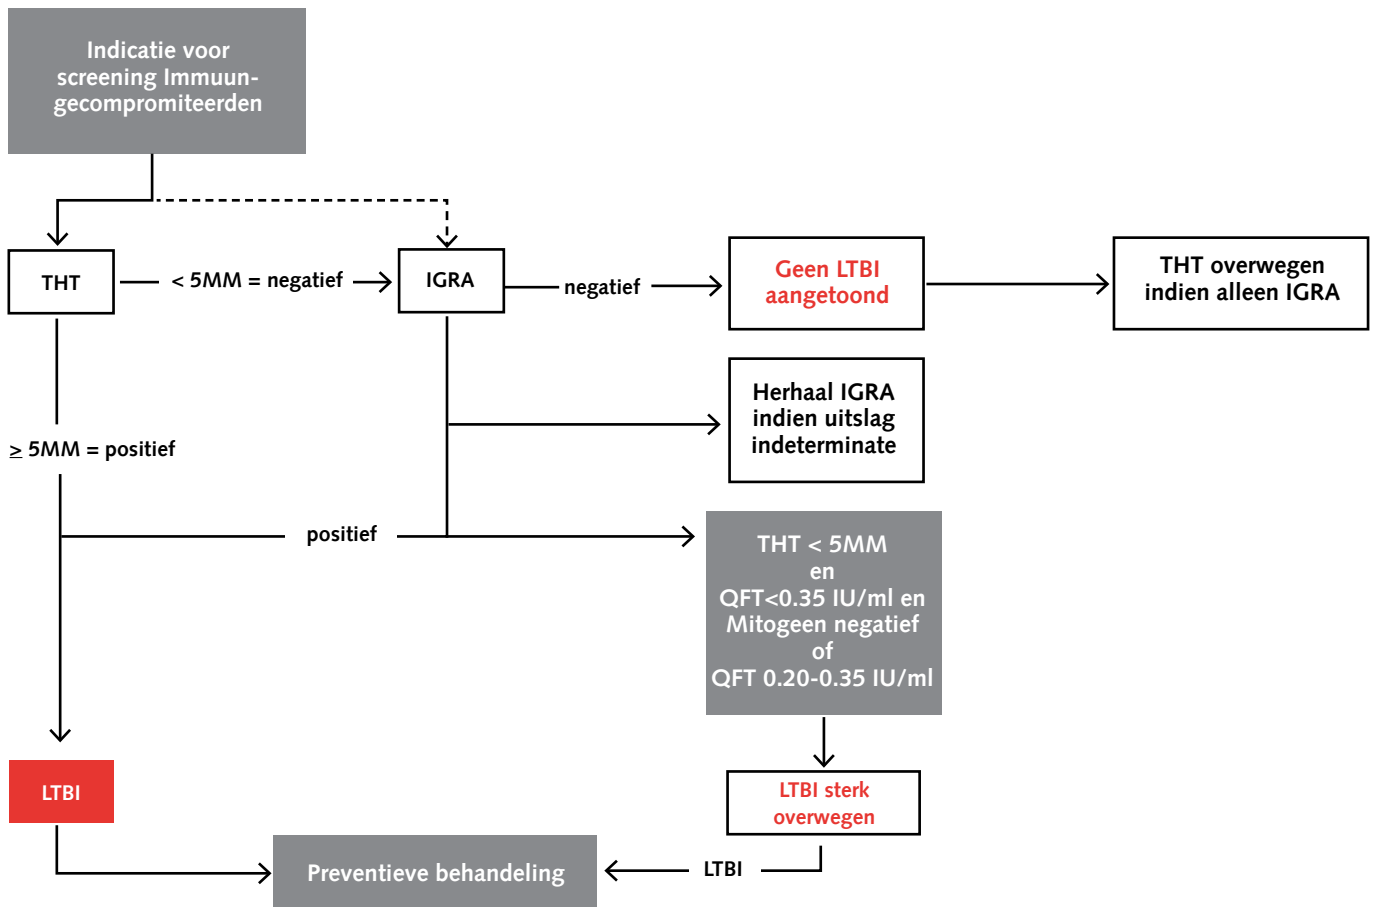 Indicatie voor
screening Immuun-
gecompromiteerden
THT
< 5MM = negatief
IGRA
negatief
Geen LTBI
aangetoond
THT overwegen
indien alleen IGRA
Herhaal IGRA
indien uitslag
indeterminate
≥ 5MM = positief
positief
THT < 5MM
en
QFT<0.35 IU/ml en
Mitogeen negatief
of
QFT 0.20-0.35 IU/ml
LTBI
LTBI sterk
overwegen
Preventieve behandeling
LTBI